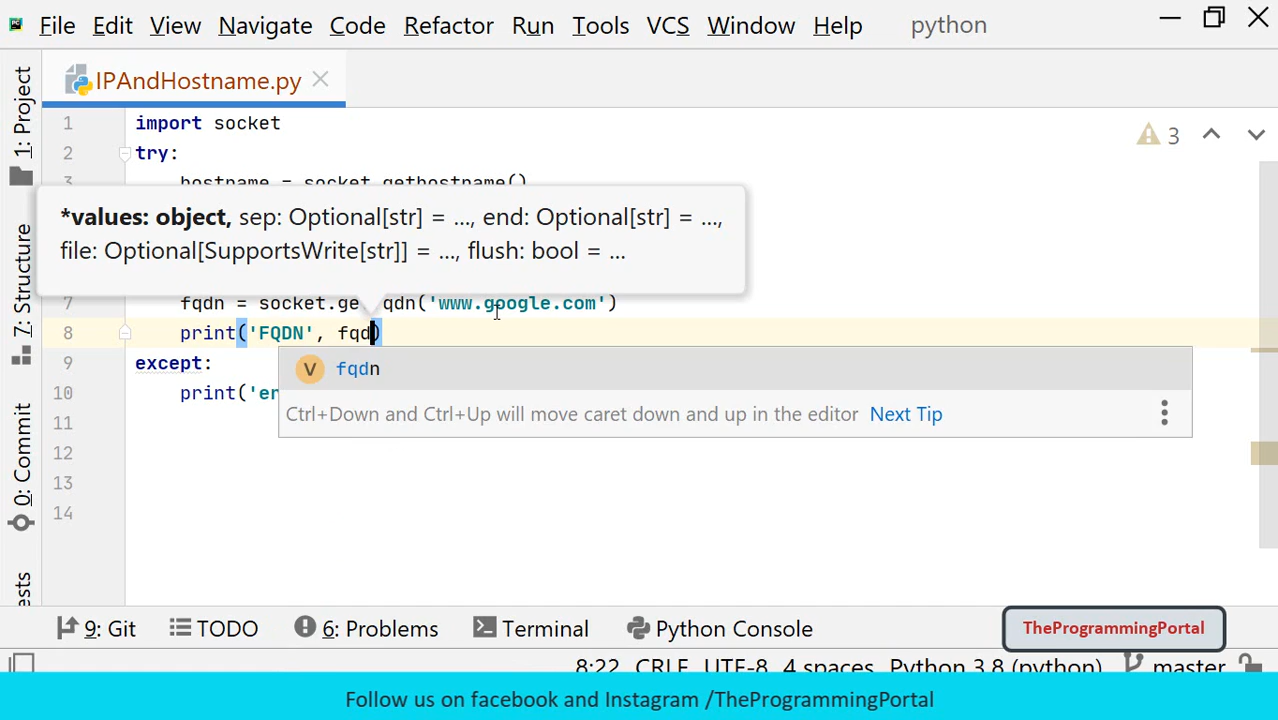 File Edit View Navigate Code Refactor Run Tools VCS Window Help python
IPAndHostname.py
1: Project
7: Structure
0: Commit
ests
3
1 import socket
2 try:
3 hostname = socket.gethostname()
*values: object, sep: Optional[str] = ..., end: Optional[str] = ...,
file: Optional[SupportsWrite[str]] = ..., flush: bool = ...
7 fqdn = socket.ge qdn('www.google.com')
8 print('FQDN', fqd)
V fqdn
9 except:
10 print('er
Ctrl+Down and Ctrl+Up will move caret down and up in the editor Next Tip
11
12
13
14
9: Git TODO 6: Problems Terminal Python Console
TheProgrammingPortal
8:22 CRLF UTF-8 4 spaces Python 3.8 (python) master
Follow us on facebook and Instagram /TheProgrammingPortal